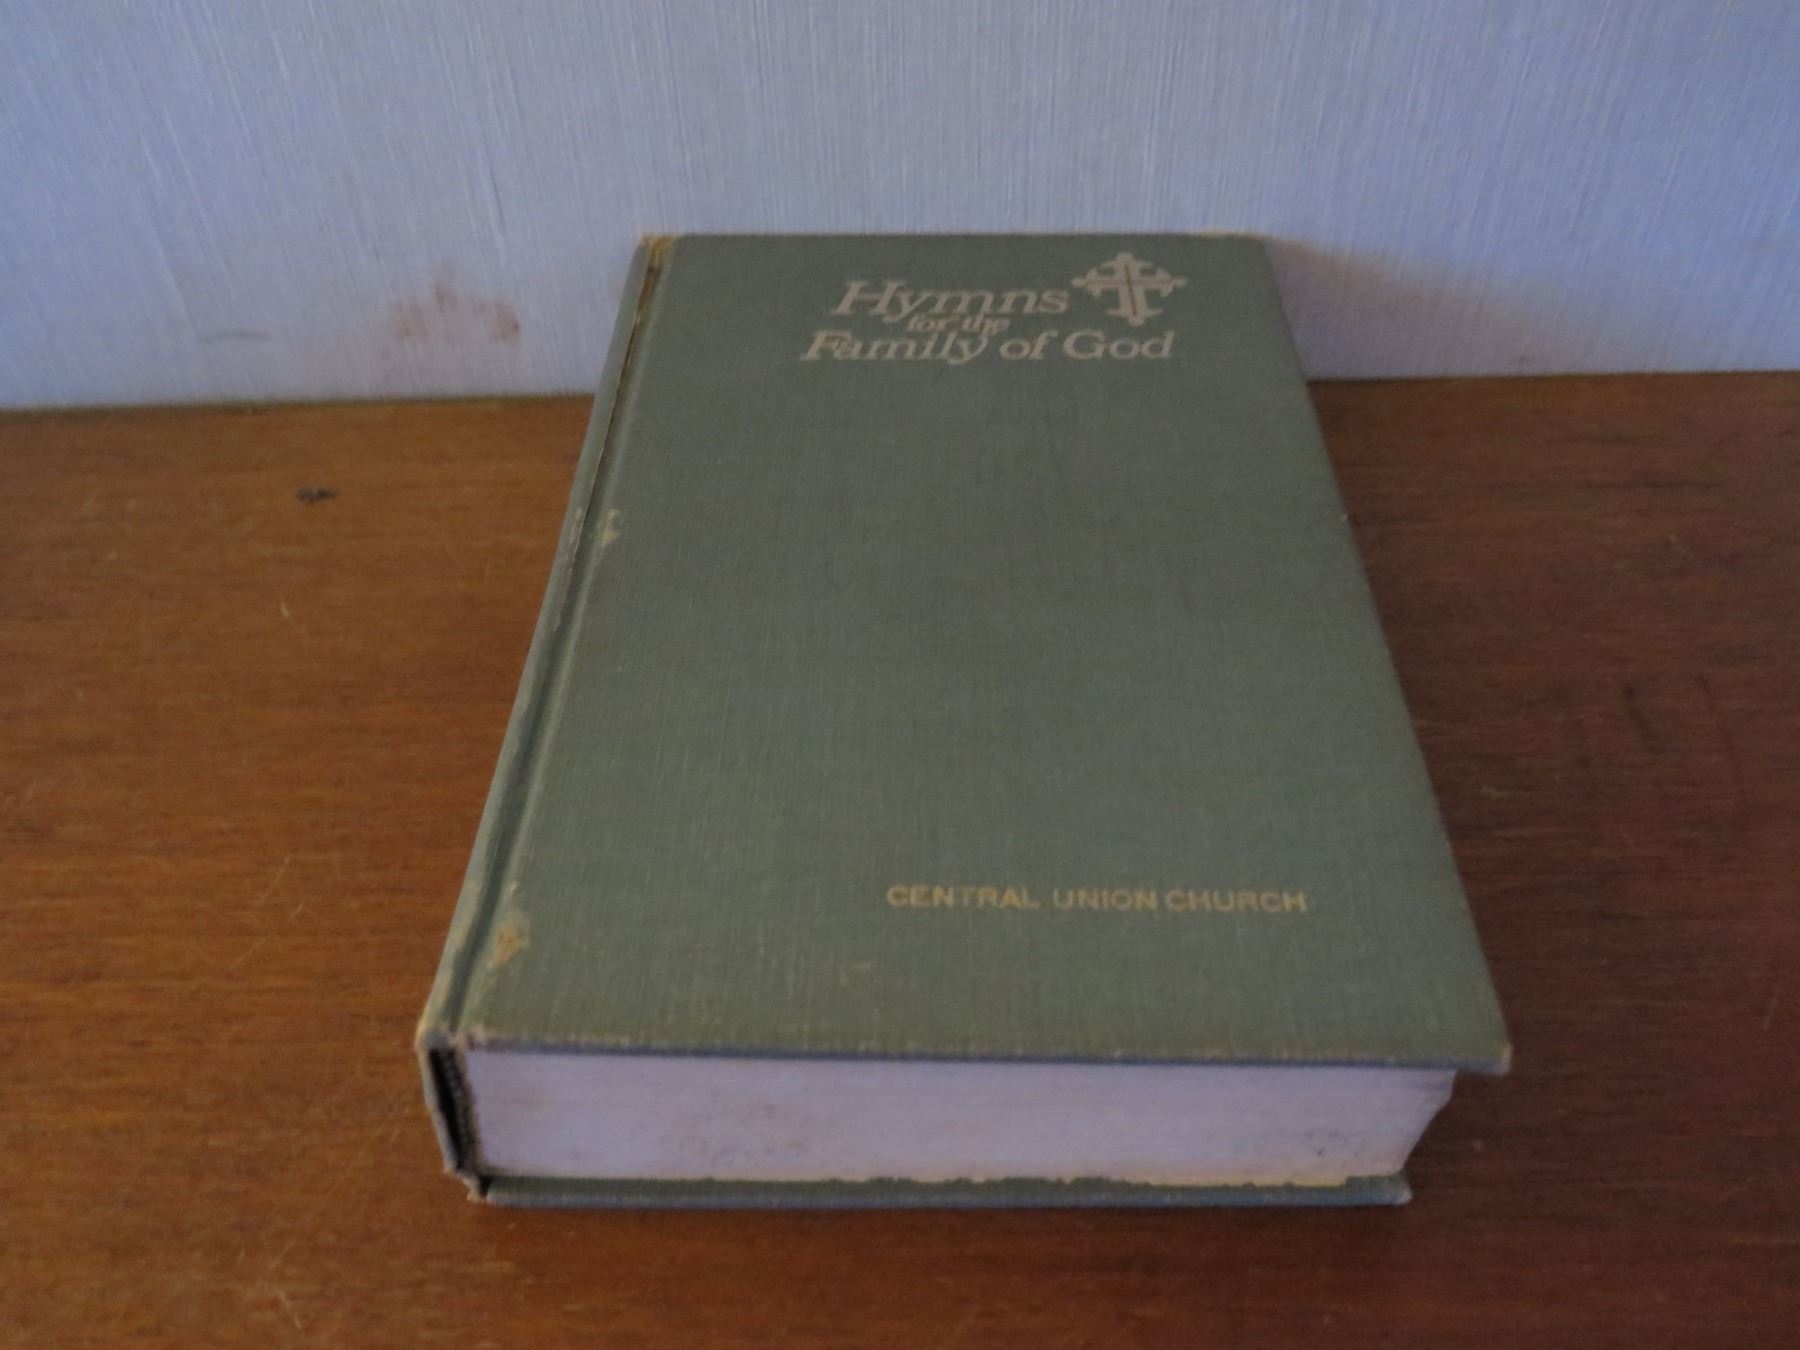 Hymns
for the
Family of God
CENTRAL UNION CHURCH